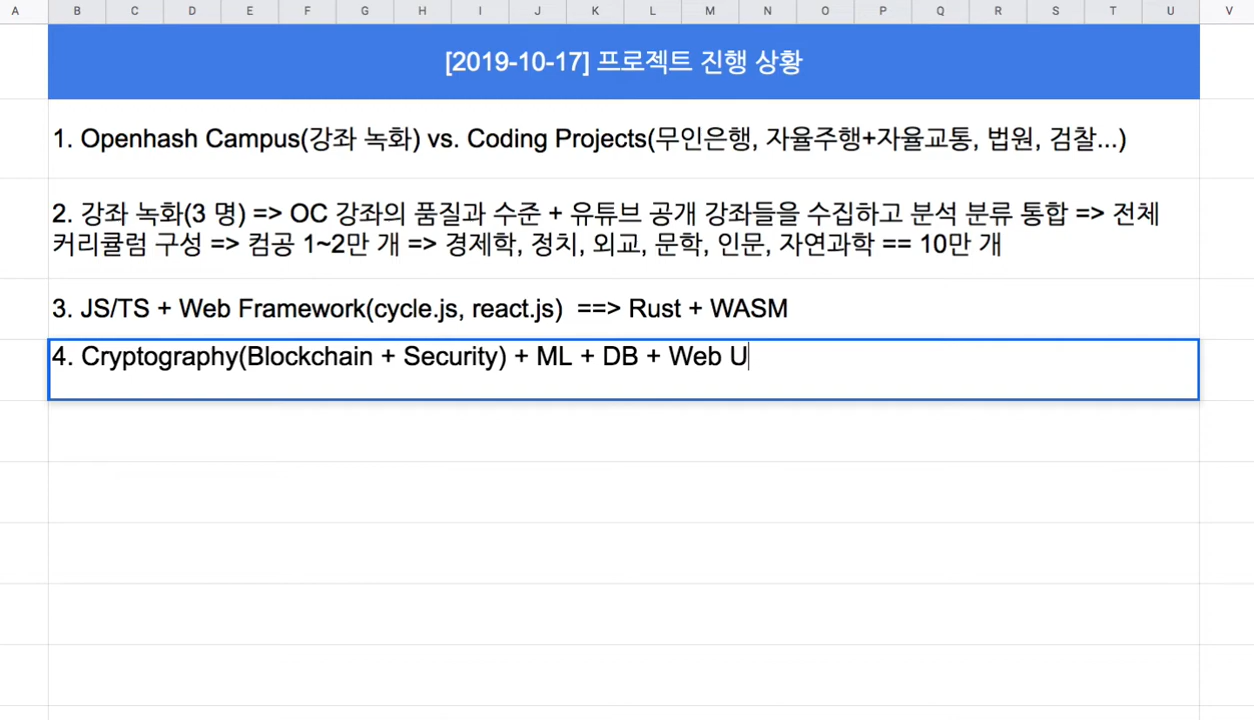 A B C D E F G H I J K L M N O P Q R S T U V
[2019-10-17] 프로젝트 진행 상황
1. Openhash Campus(강좌 녹화) vs. Coding Projects(무인은행, 자율주행+자율교통, 법원, 검찰...)
2. 강좌 녹화(3 명) => OC 강좌의 품질과 수준 + 유튜브 공개 강좌들을 수집하고 분석 분류 통합 => 전체
커리큘럼 구성 => 컴공 1~2만 개 => 경제학, 정치, 외교, 문학, 인문, 자연과학 == 10만 개
3. JS/TS + Web Framework(cycle.js, react.js)  ==> Rust + WASM
4. Cryptography(Blockchain + Security) + ML + DB + Web U